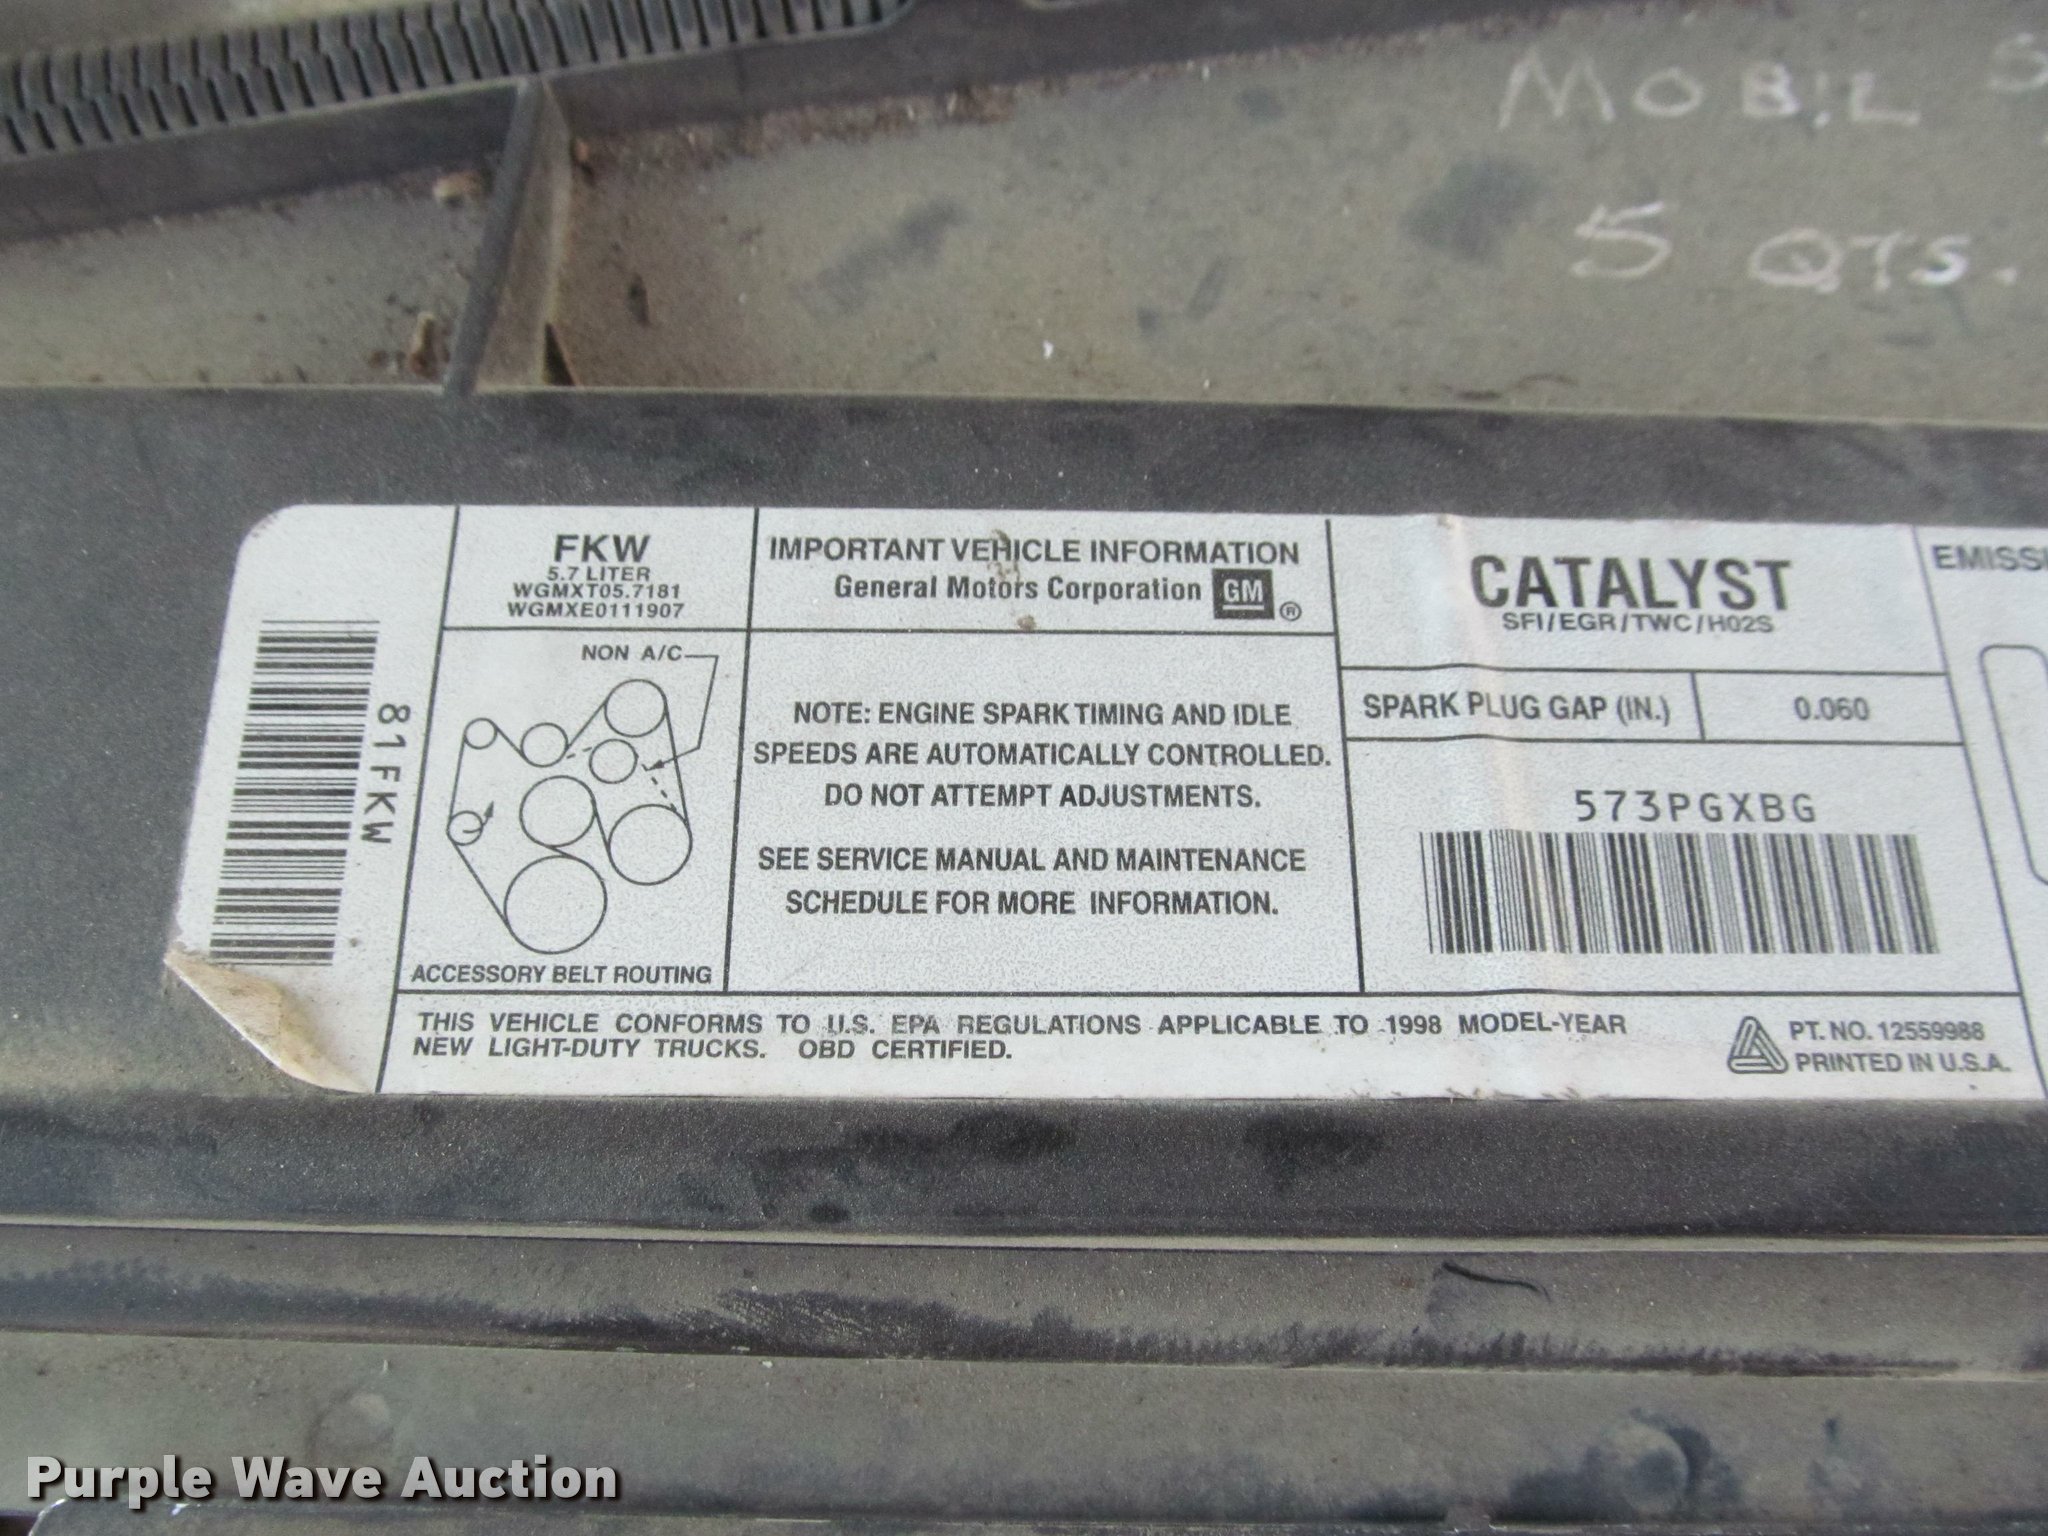 MOBIL
5 QTS.
FKW
5.7 LITER
WGMXT05.7181
WGMXE0111907
NON A/C
ACCESSORY BELT ROUTING
81FKW
IMPORTANT VEHICLE INFORMATION
General Motors Corporation GM ®
NOTE: ENGINE SPARK TIMING AND IDLE
SPEEDS ARE AUTOMATICALLY CONTROLLED.
DO NOT ATTEMPT ADJUSTMENTS.
SEE SERVICE MANUAL AND MAINTENANCE
SCHEDULE FOR MORE INFORMATION.
CATALYST
SFI/EGR/TWC/H02S
SPARK PLUG GAP (IN.) 0.060
573PGXBG
THIS VEHICLE CONFORMS TO U.S. EPA REGULATIONS APPLICABLE TO 1998 MODEL-YEAR
NEW LIGHT-DUTY TRUCKS. OBD CERTIFIED.
PT. NO. 12559988
PRINTED IN U.S.A.
Purple Wave Auction